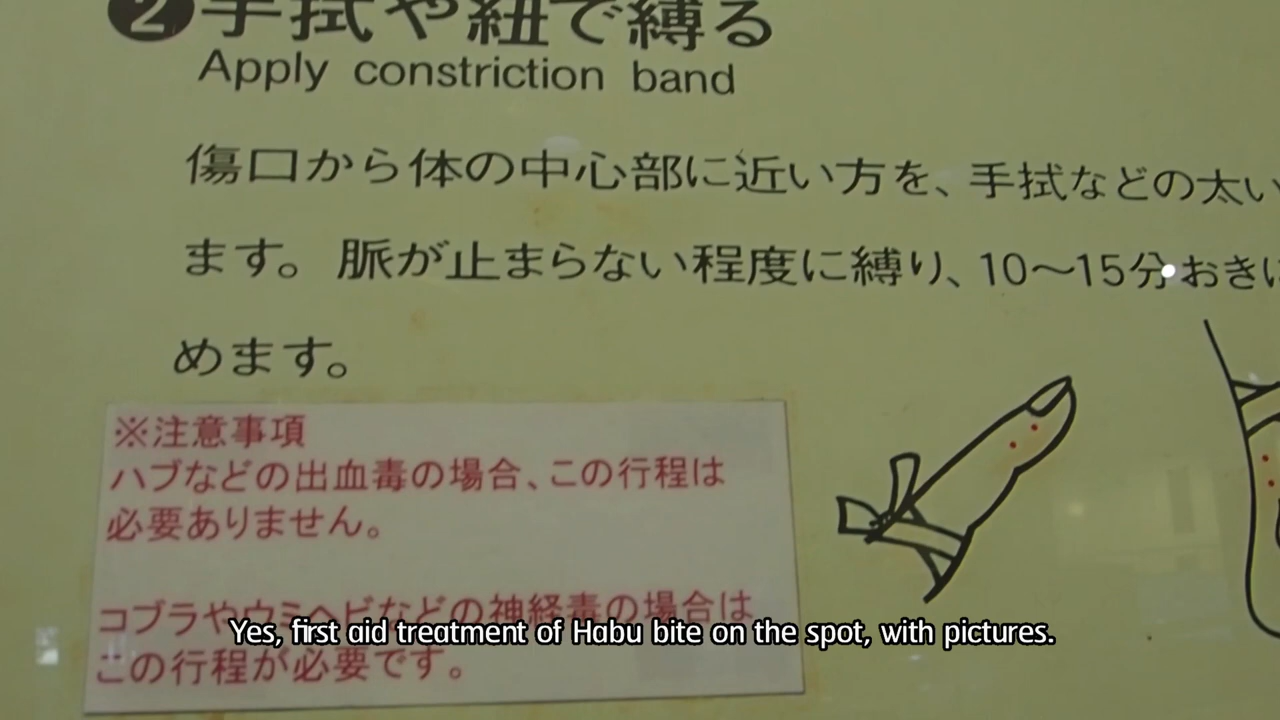 ❷手拭や紐で縛る
Apply constriction band
傷口から体の中心部に近い方を、手拭などの太い
ます。脈が止まらない程度に縛り、10〜15分おきに
めます。
※注意事項
ハブなどの出血毒の場合、この行程は
必要ありません。
コブラやウミヘビなどの神経毒の場合は
この行程が必要です。
Yes, first aid treatment of Habu bite on the spot, with pictures.